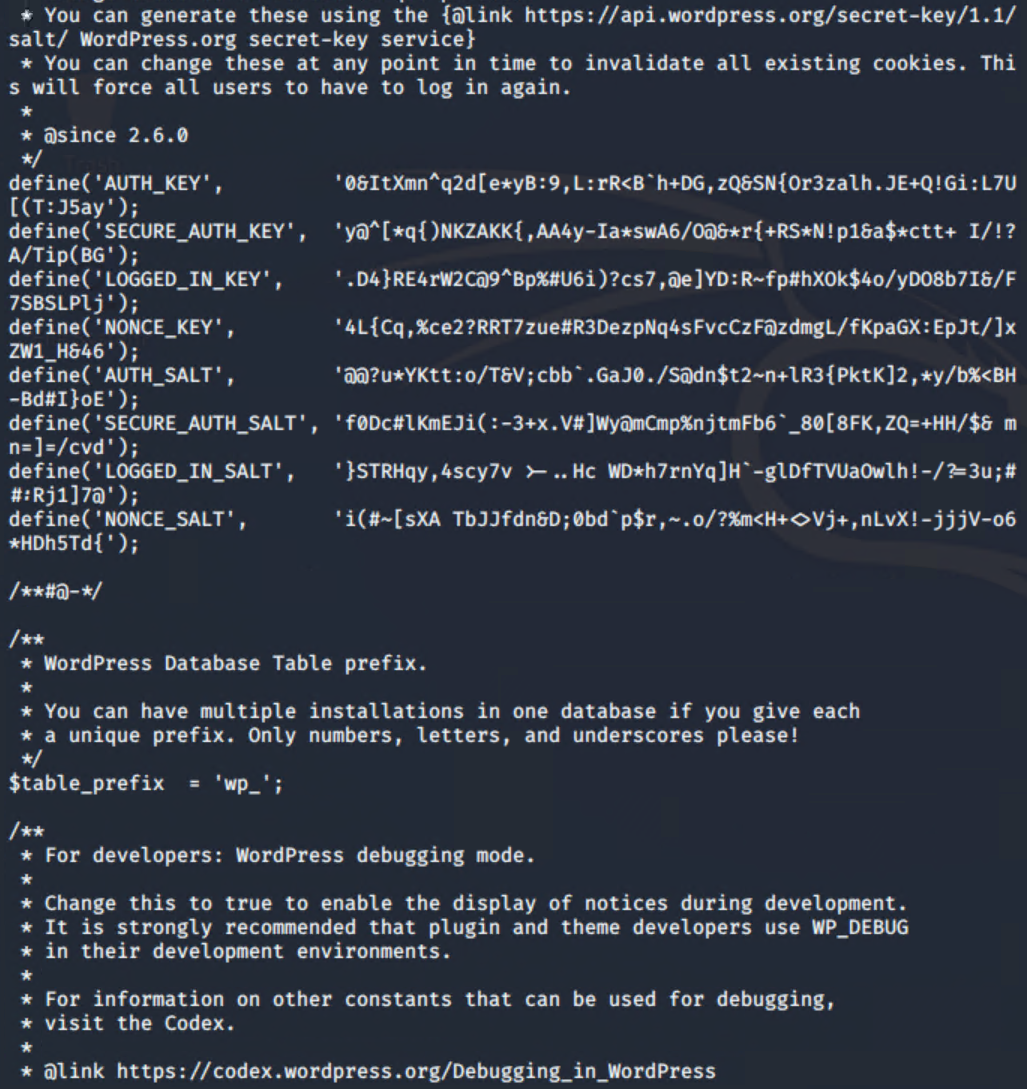 * You can generate these using the {@link https://api.wordpress.org/secret-key/1.1/
salt/ WordPress.org secret-key service}
* You can change these at any point in time to invalidate all existing cookies. Thi
s will force all users to have to log in again.
*
* @since 2.6.0
*/
define('AUTH_KEY',         '0&ItXmn^q2d[e*yB:9,L:rR<B`h+DG,zQ&SN{Or3zalh.JE+Q!Gi:L7U
[(T:J5ay');
define('SECURE_AUTH_KEY',  'y@^[*q{)NKZAKK{,AA4y-Ia*swA6/O@&*r{+RS*N!p1&a$*ctt+ I/!?
A/Tip(BG');
define('LOGGED_IN_KEY',    '.D4}RE4rW2C@9^Bp%#U6i)?cs7,@e]YD:R~fp#hXOk$4o/yDO8b7I&/F
7SBSLPlj');
define('NONCE_KEY',        '4L{Cq,%ce2?RRT7zue#R3DezpNq4sFvcCzF@zdmgL/fKpaGX:EpJt/]x
ZW1_H&46');
define('AUTH_SALT',        '@@?u*YKtt:o/T&V;cbb`.GaJ0./S@dn$t2~n+lR3{PktK]2,*y/b%<BH
-Bd#I}oE');
define('SECURE_AUTH_SALT', 'f0Dc#lKmEJi(:-3+x.V#]Wy@mCmp%njtmFb6`_80[8FK,ZQ=+HH/$& m
n=]=/cvd');
define('LOGGED_IN_SALT',   '}STRHqy,4scy7v >-..Hc WD*h7rnYq]H`-glDfTVUaOwlh!-/?=3u;#
#:Rj1]7@');
define('NONCE_SALT',       'i(#~[sXA TbJJfdn&D;0bd`p$r,~.o/?%m<H+<>Vj+,nLvX!-jjjV-o6
*HDh5Td{');
/**#@-*/
/**
* WordPress Database Table prefix.
*
* You can have multiple installations in one database if you give each
* a unique prefix. Only numbers, letters, and underscores please!
*/
$table_prefix  = 'wp_';
/**
* For developers: WordPress debugging mode.
*
* Change this to true to enable the display of notices during development.
* It is strongly recommended that plugin and theme developers use WP_DEBUG
* in their development environments.
*
* For information on other constants that can be used for debugging,
* visit the Codex.
*
* @link https://codex.wordpress.org/Debugging_in_WordPress